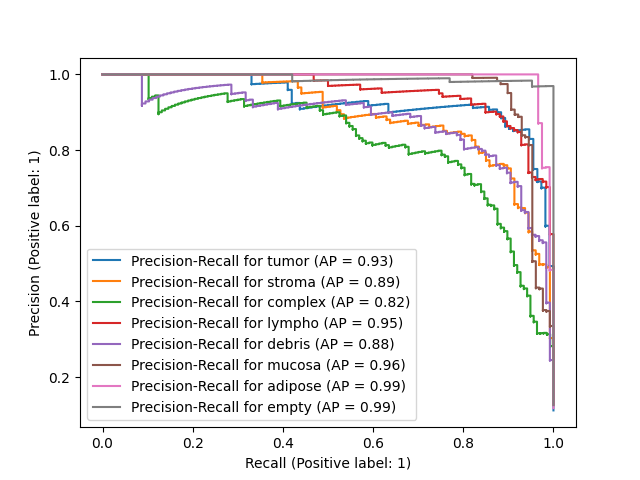 1.0
0.8
0.6
0.4
0.2
Precision (Positive label: 1)
Precision-Recall for tumor (AP = 0.93)
Precision-Recall for stroma (AP = 0.89)
Precision-Recall for complex (AP = 0.82)
Precision-Recall for lympho (AP = 0.95)
Precision-Recall for debris (AP = 0.88)
Precision-Recall for mucosa (AP = 0.96)
Precision-Recall for adipose (AP = 0.99)
Precision-Recall for empty (AP = 0.99)
0.0 0.2 0.4 0.6 0.8 1.0
Recall (Positive label: 1)